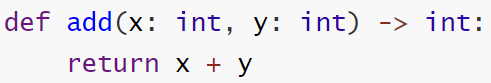 def add(x: int, y: int) -> int:
    return x + y